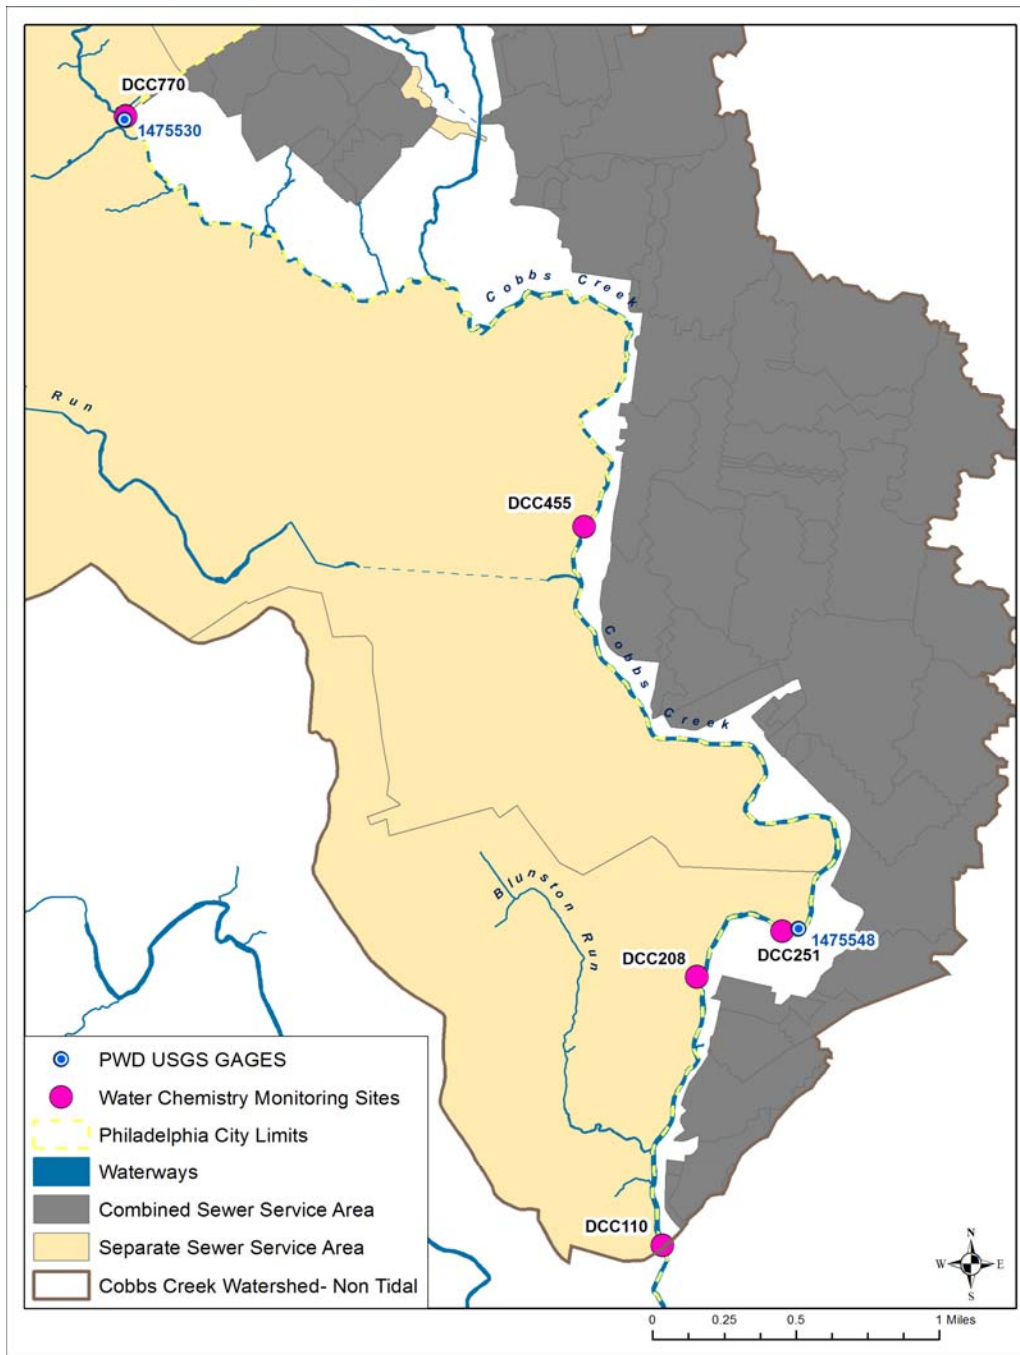 DCC770
1475530
Cobbs Creek
Run
DCC455
Cobbs Creek
Blunston Run
1475548
DCC251
DCC208
DCC110
PWD USGS GAGES
Water Chemistry Monitoring Sites
Philadelphia City Limits
Waterways
Combined Sewer Service Area
Separate Sewer Service Area
Cobbs Creek Watershed- Non Tidal
N
W E
S
0 0.25 0.5 1 Miles